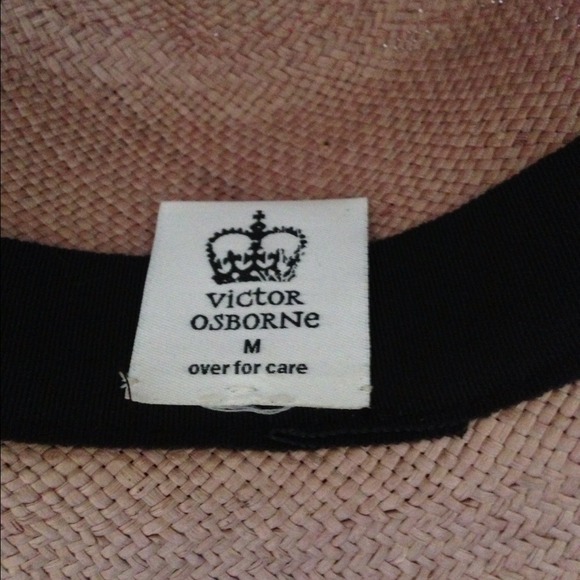 Victor
OSBORNe
M
over for care